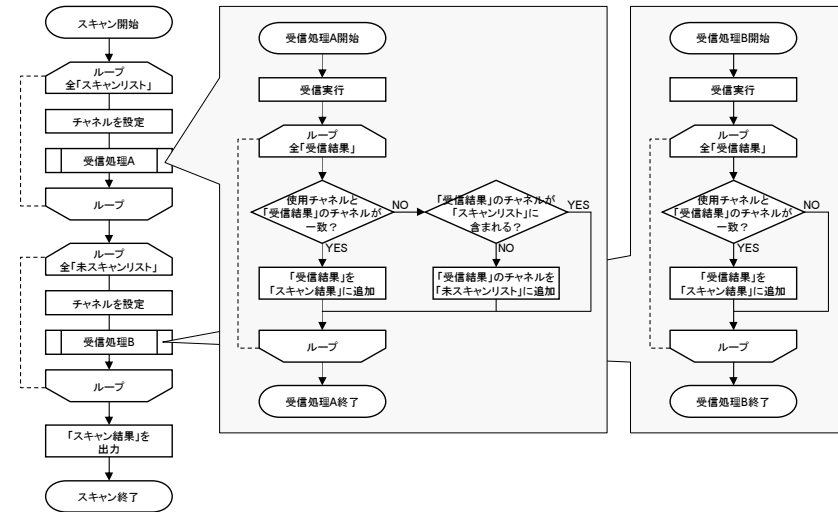 スキャン開始
ループ
全「スキャンリスト」
チャネルを設定
受信処理A
ループ
ループ
全「未スキャンリスト」
チャネルを設定
受信処理B
ループ
「スキャン結果」を
出力
スキャン終了
受信処理A開始
受信実行
ループ
全「受信結果」
使用チャネルと
「受信結果」のチャネルが
一致？
NO
YES
「受信結果」のチャネルが
「スキャンリスト」に
含まれる？
YES
NO
「受信結果」を
「スキャン結果」に追加
「受信結果」のチャネルを
「未スキャンリスト」に追加
ループ
受信処理A終了
受信処理B開始
受信実行
ループ
全「受信結果」
使用チャネルと
「受信結果」のチャネルが
一致？
NO
YES
「受信結果」を
「スキャン結果」に追加
ループ
受信処理B終了